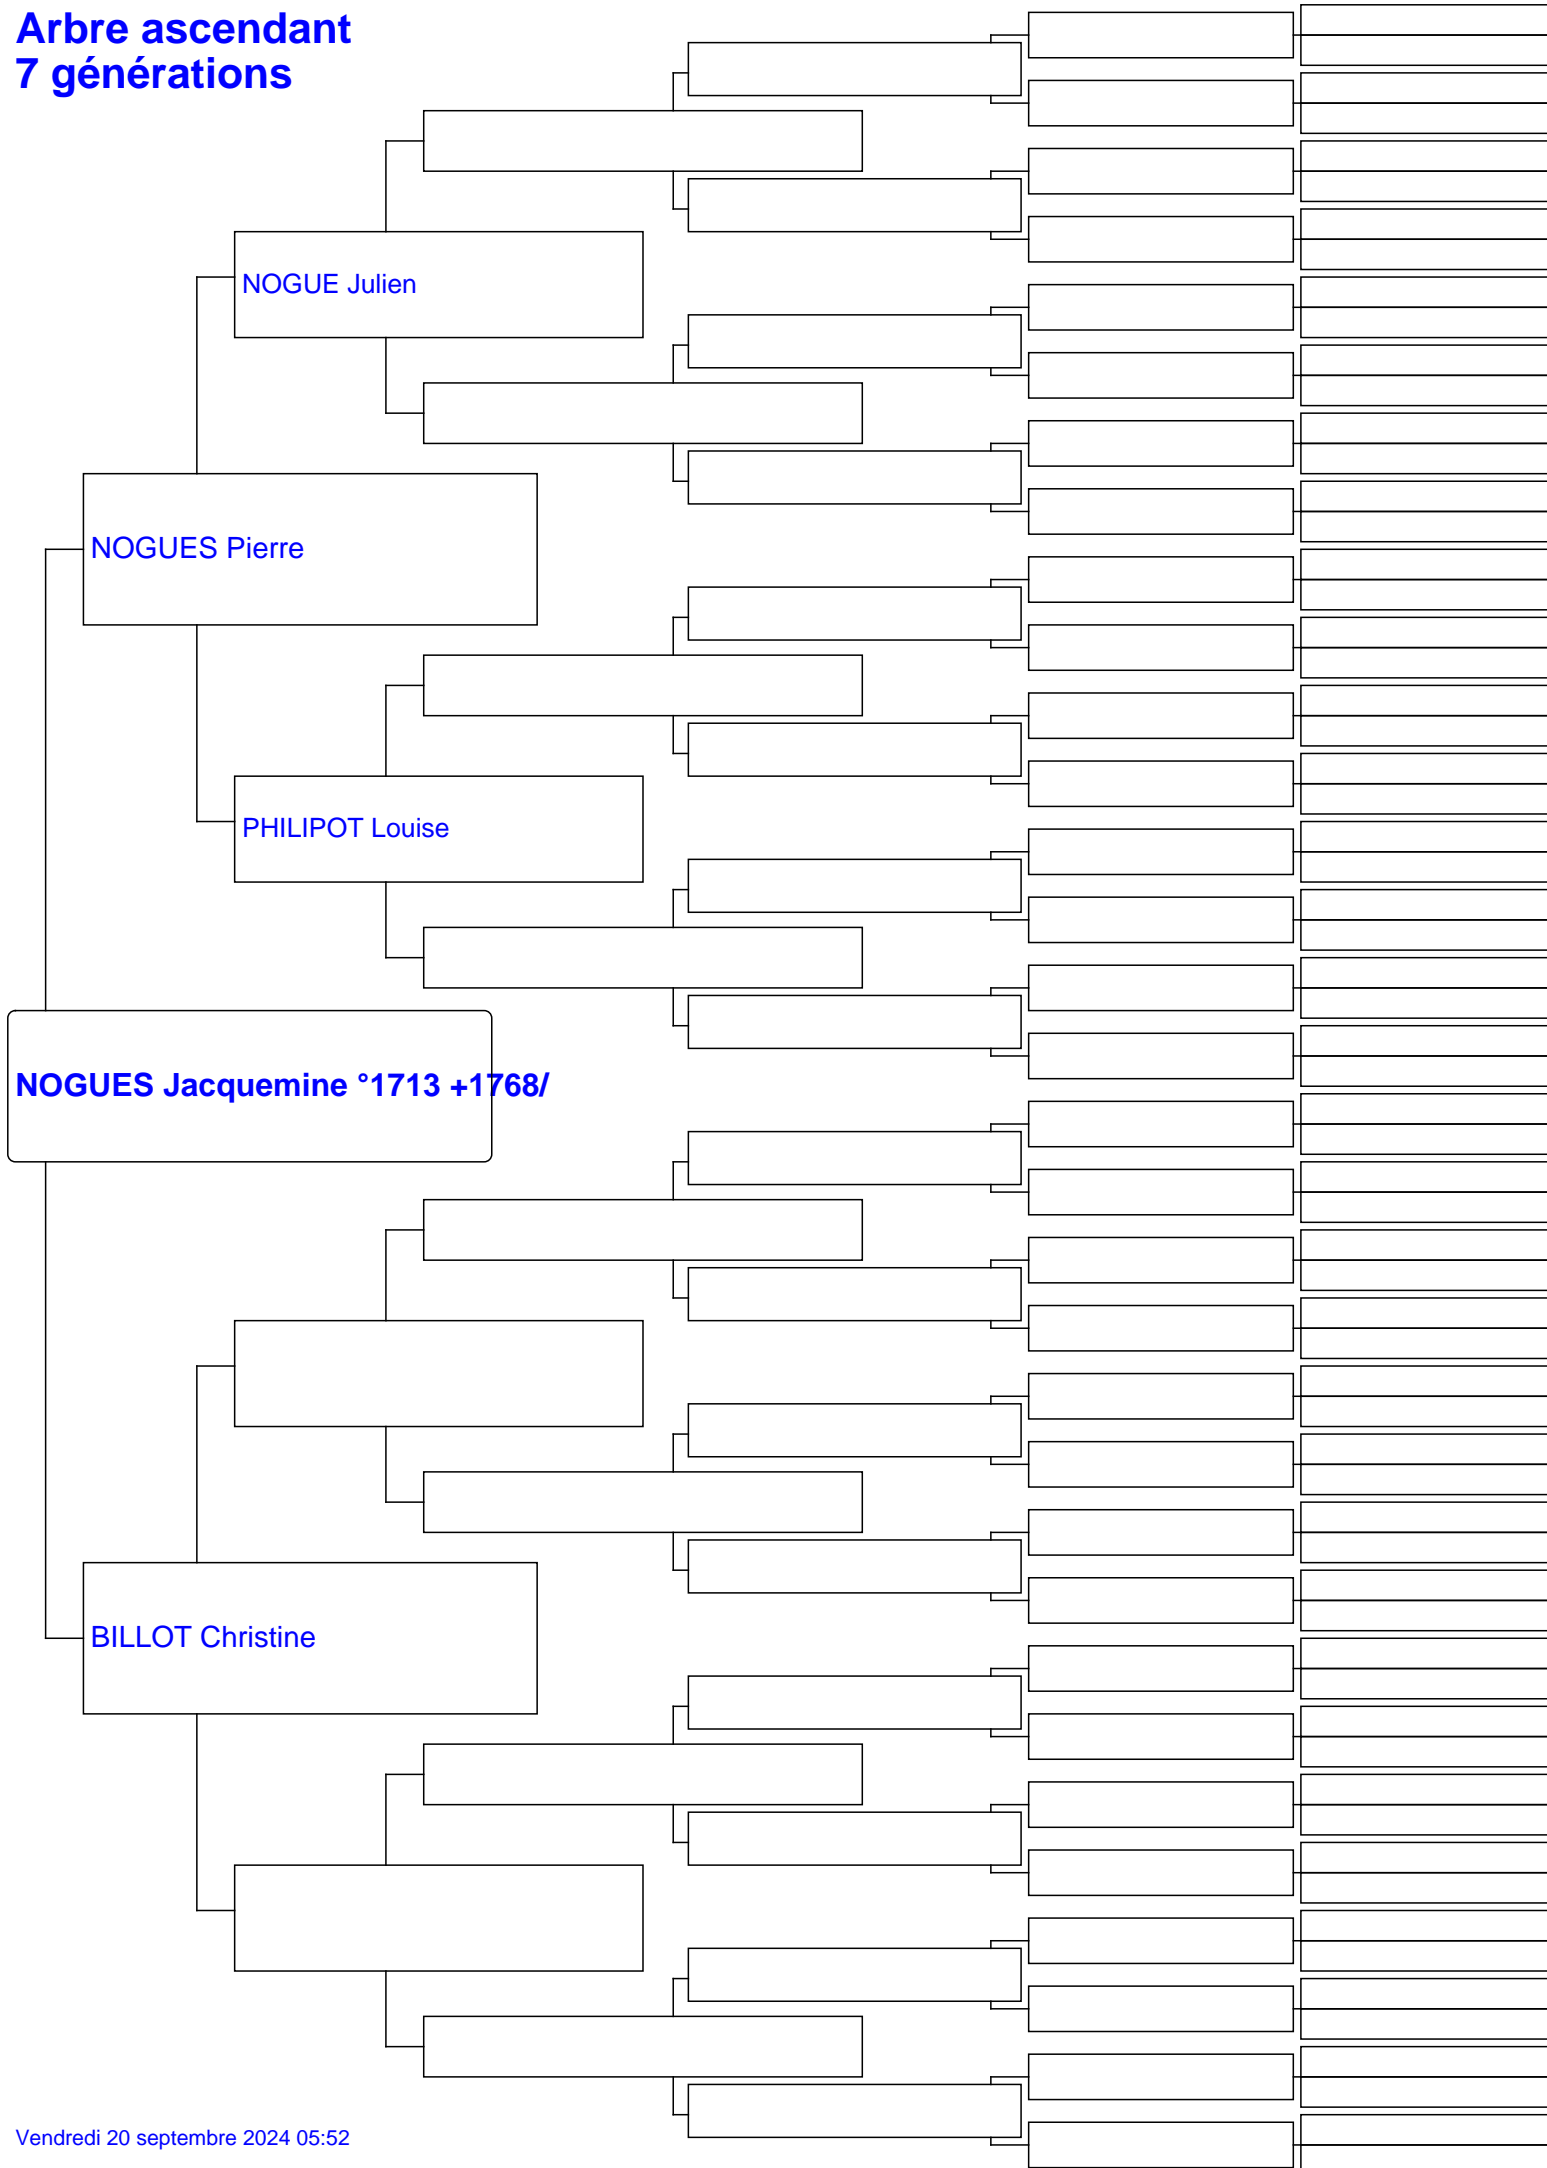 Arbre ascendant
7 générations
NOGUE Julien
NOGUES Pierre
PHILIPOT Louise
NOGUES Jacquemine °1713 +1768/
BILLOT Christine
Vendredi 20 septembre 2024 05:52